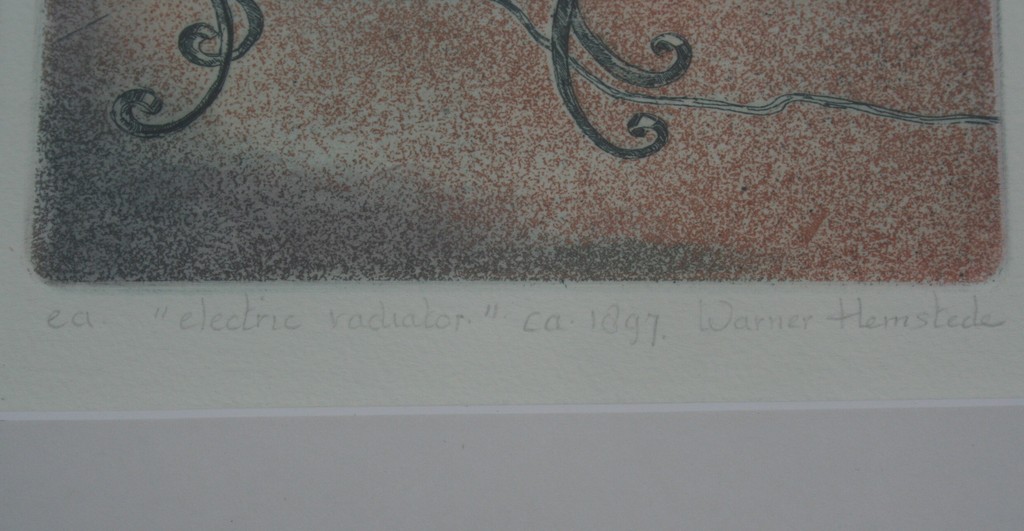 ea. "electric radiator." ca. 1897. Warner Hemstede